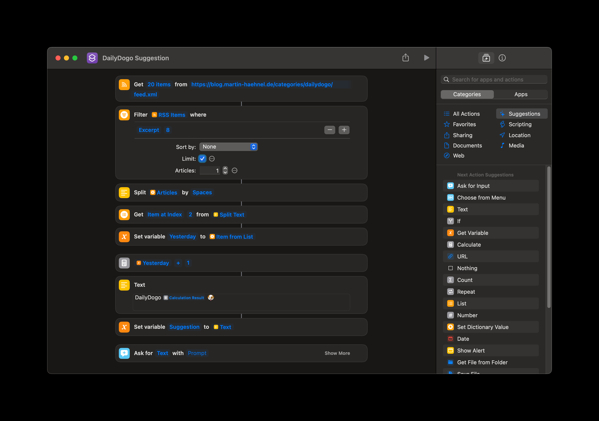 DailyDogo Suggestion
Get 20 items from https://blog.martin-haehnel.de/categories/dailydogo/
feed.xml
Filter RSS Items where
Excerpt is
Sort by: None
Limit:
Articles: 1
Split Articles by Spaces
Get Item at Index 2 from Split Text
Set variable Yesterday to Item from List
Yesterday + 1
Text
DailyDogo Calculation Result 🐶
Set variable Suggestion to Text
Ask for Text with Prompt Show More
Search for apps and actions
Categories Apps
All Actions Suggestions
Favorites Scripting
Sharing Location
Documents Media
Web
Next Action Suggestions
Ask for Input
Choose from Menu
Text
If
Get Variable
Calculate
URL
Nothing
Count
Repeat
List
Number
Set Dictionary Value
Date
Show Alert
Get File from Folder
Save File